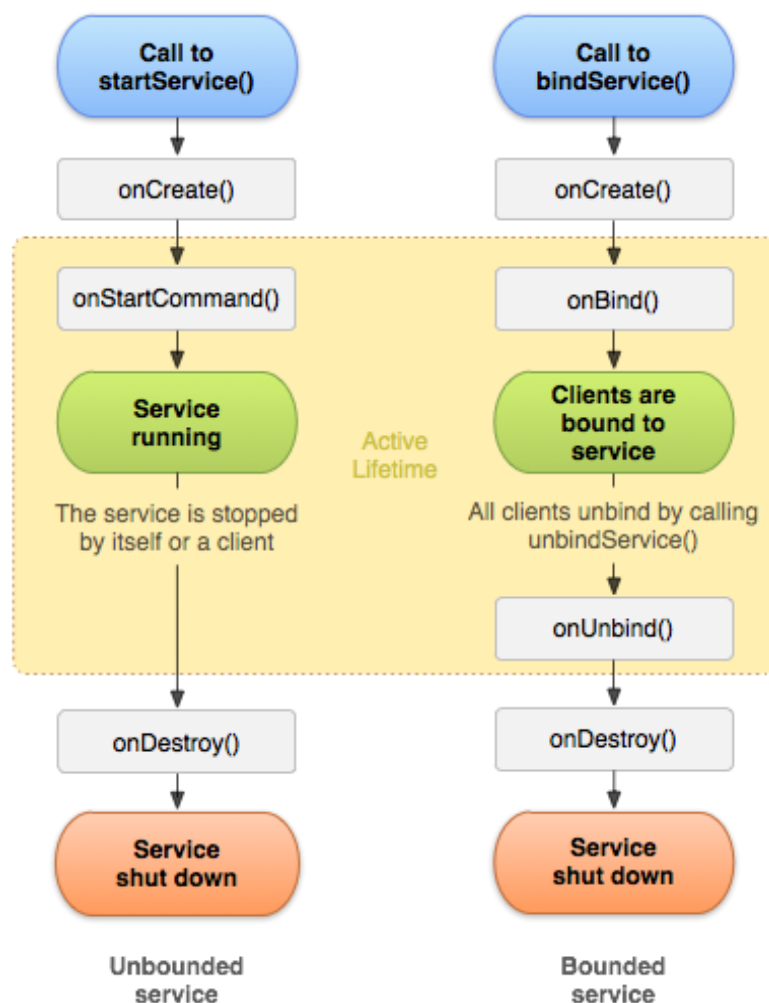 Call to
startService()
onCreate()
onStartCommand()
Service
running
The service is stopped
by itself or a client
onDestroy()
Service
shut down
Unbounded
service
Active
Lifetime
Call to
bindService()
onCreate()
onBind()
Clients are
bound to
service
All clients unbind by calling
unbindService()
onUnbind()
onDestroy()
Service
shut down
Bounded
service